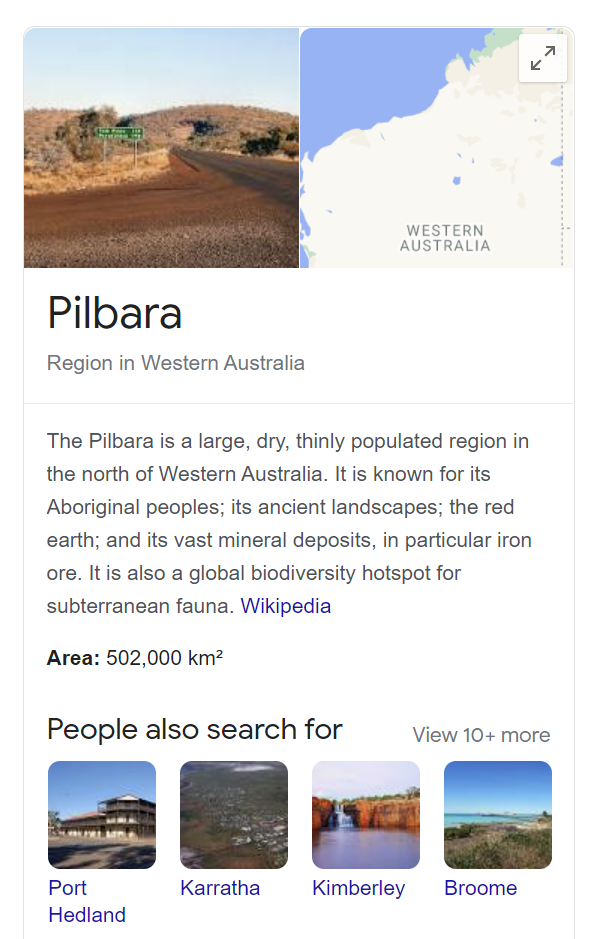 WESTERN
AUSTRALIA
Pilbara
Region in Western Australia
The Pilbara is a large, dry, thinly populated region in
the north of Western Australia. It is known for its
Aboriginal peoples; its ancient landscapes; the red
earth; and its vast mineral deposits, in particular iron
ore. It is also a global biodiversity hotspot for
subterranean fauna. Wikipedia
Area: 502,000 km²
People also search for
View 10+ more
Port
Hedland
Karratha
Kimberley
Broome